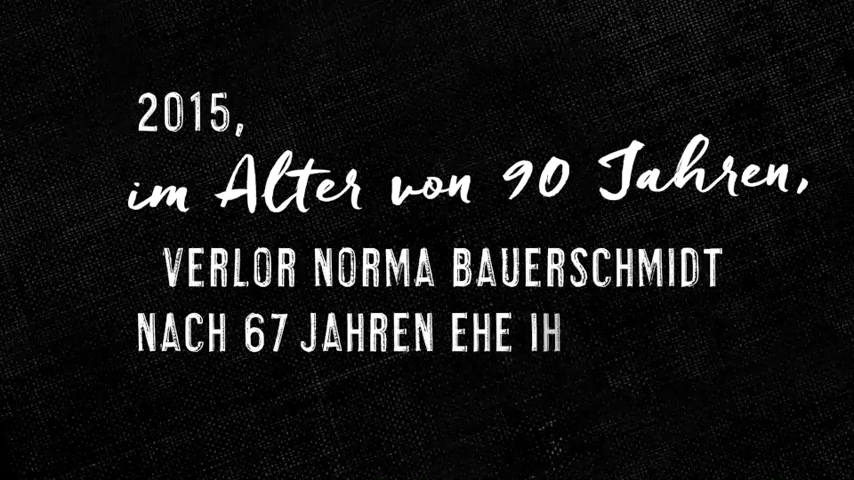 2015,
im Alter von 90 Jahren,
VERLOR NORMA BAUERSCHMIDT
NACH 67 JAHREN EHE IH